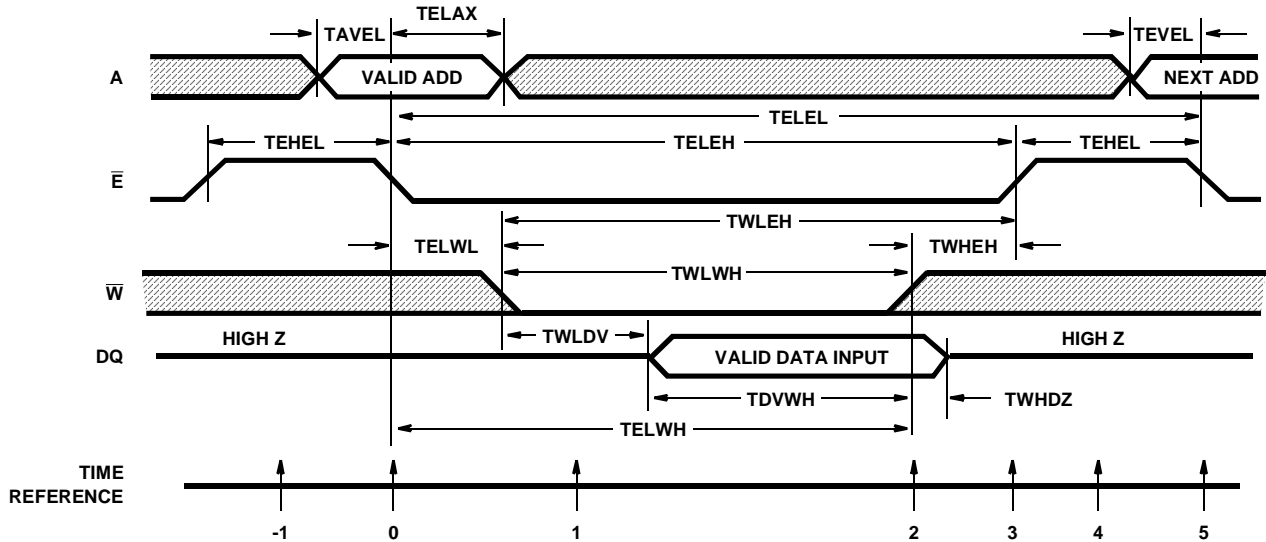 TELAX
TAVEL
TEVEL
A
VALID ADD
NEXT ADD
TELEL
TEHEL
TELEH
TEHEL
E
TWLEH
TELWL
TWHEH
TWLWH
W
HIGH Z
TWLDV
HIGH Z
DQ
VALID DATA INPUT
TDVWH
TWHDZ
TELWH
TIME
REFERENCE
-1 0 1 2 3 4 5